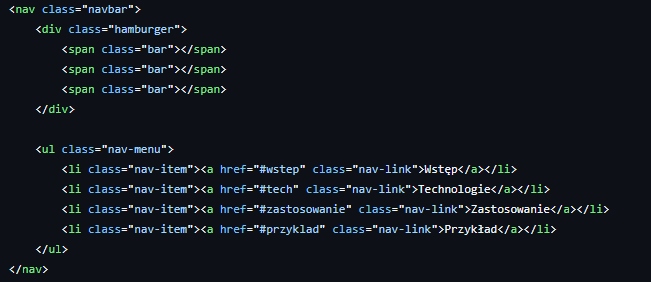 <nav class="navbar">
<div class="hamburger">
<span class="bar"></span>
<span class="bar"></span>
<span class="bar"></span>
</div>
<ul class="nav-menu">
<li class="nav-item"><a href="#wstep" class="nav-link">Wstęp</a></li>
<li class="nav-item"><a href="#tech" class="nav-link">Technologie</a></li>
<li class="nav-item"><a href="#zastosowanie" class="nav-link">Zastosowanie</a></li>
<li class="nav-item"><a href="#przyklad" class="nav-link">Przykład</a></li>
</ul>
</nav>